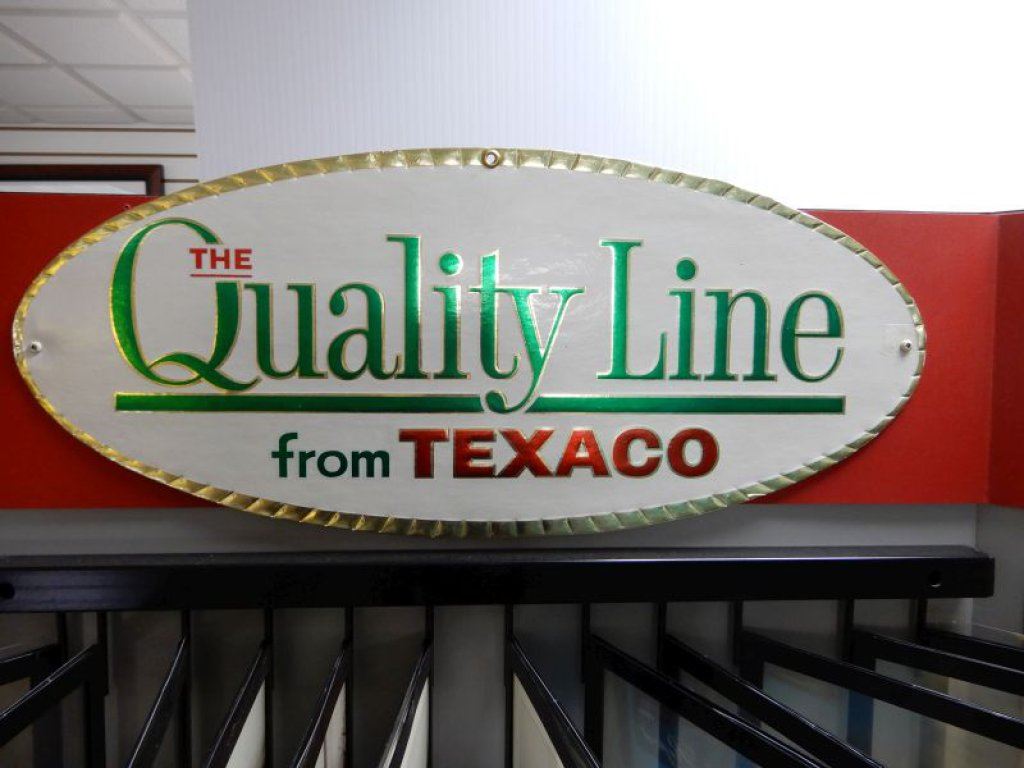 THE
Quality Line
from TEXACO